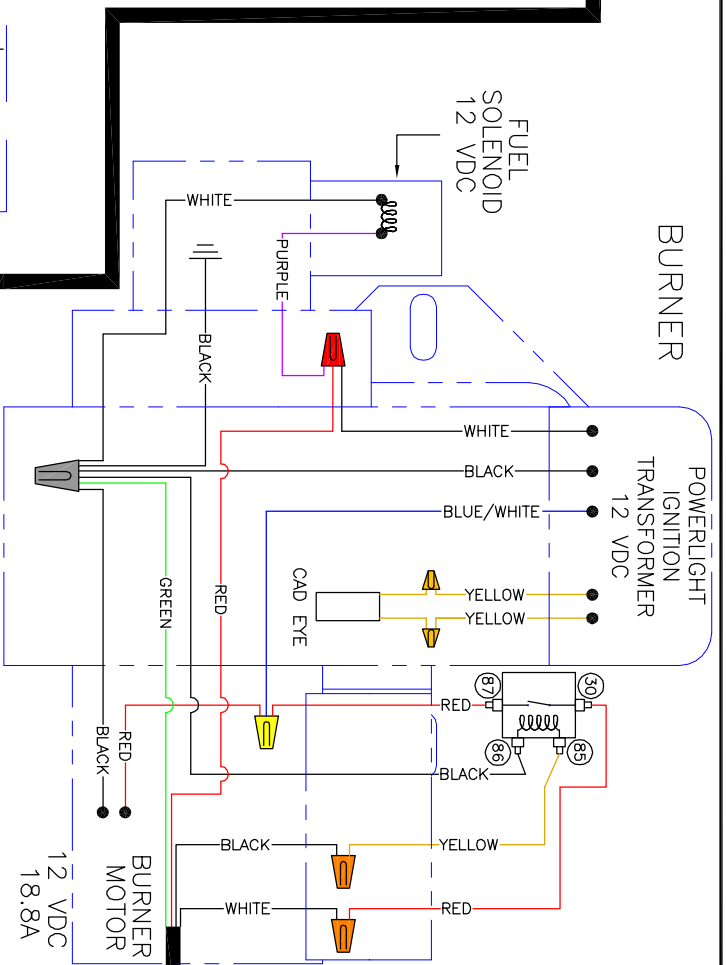 BURNER
FUEL
SOLENOID
12 VDC
POWERLIGHT
IGNITION
TRANSFORMER
12 VDC
WHITE
PURPLE
BLACK
WHITE
BLACK
BLUE/WHITE
YELLOW
YELLOW
CAD EYE
GREEN
RED
87
30
86
85
RED
BLACK
RED
BLACK
BLACK
YELLOW
WHITE
RED
BURNER
MOTOR
12 VDC
18.8A